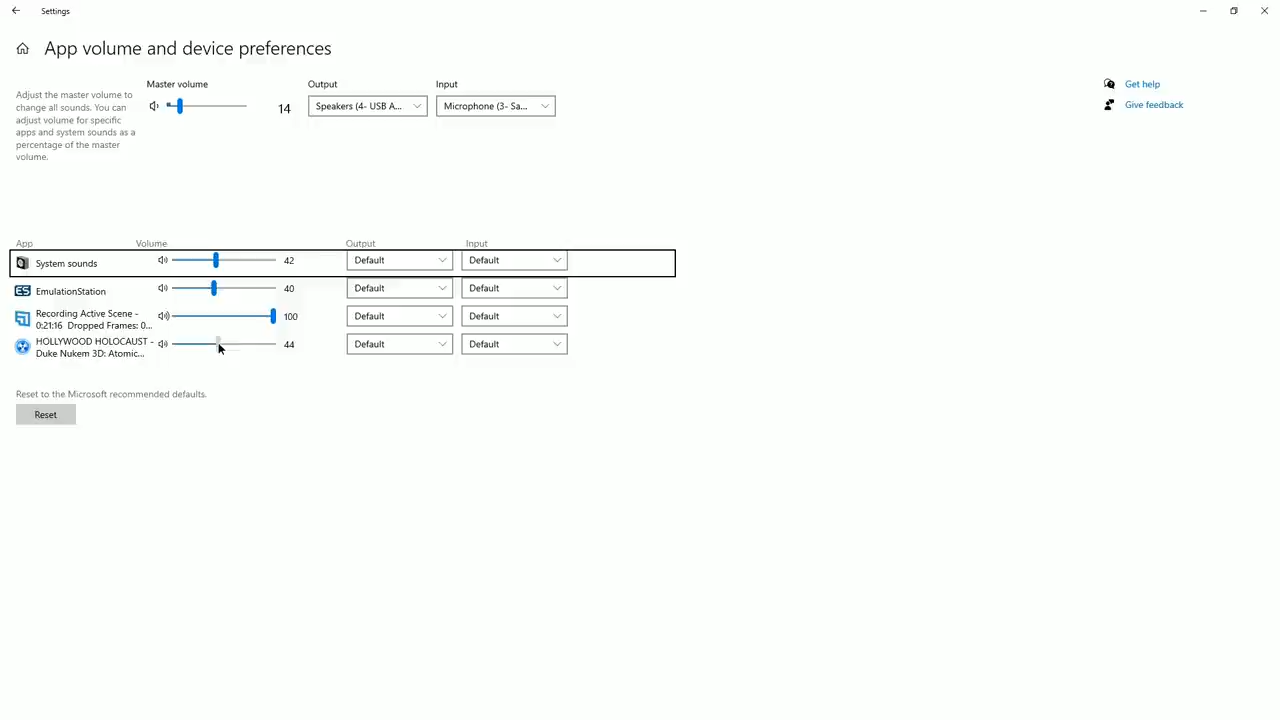 Settings
App volume and device preferences
Adjust the master volume to
change all sounds. You can
adjust volume for specific
apps and system sounds as a
percentage of the master
volume.
Master volume
14
Output
Speakers (4- USB A...
Input
Microphone (3- Sa...
Get help
Give feedback
App Volume Output Input
System sounds 42 Default Default
ES EmulationStation 40 Default Default
Recording Active Scene -
0:21:16 Dropped Frames: 0... 100 Default Default
HOLLYWOOD HOLOCAUST -
Duke Nukem 3D: Atomic... 44 Default Default
Reset to the Microsoft recommended defaults.
Reset